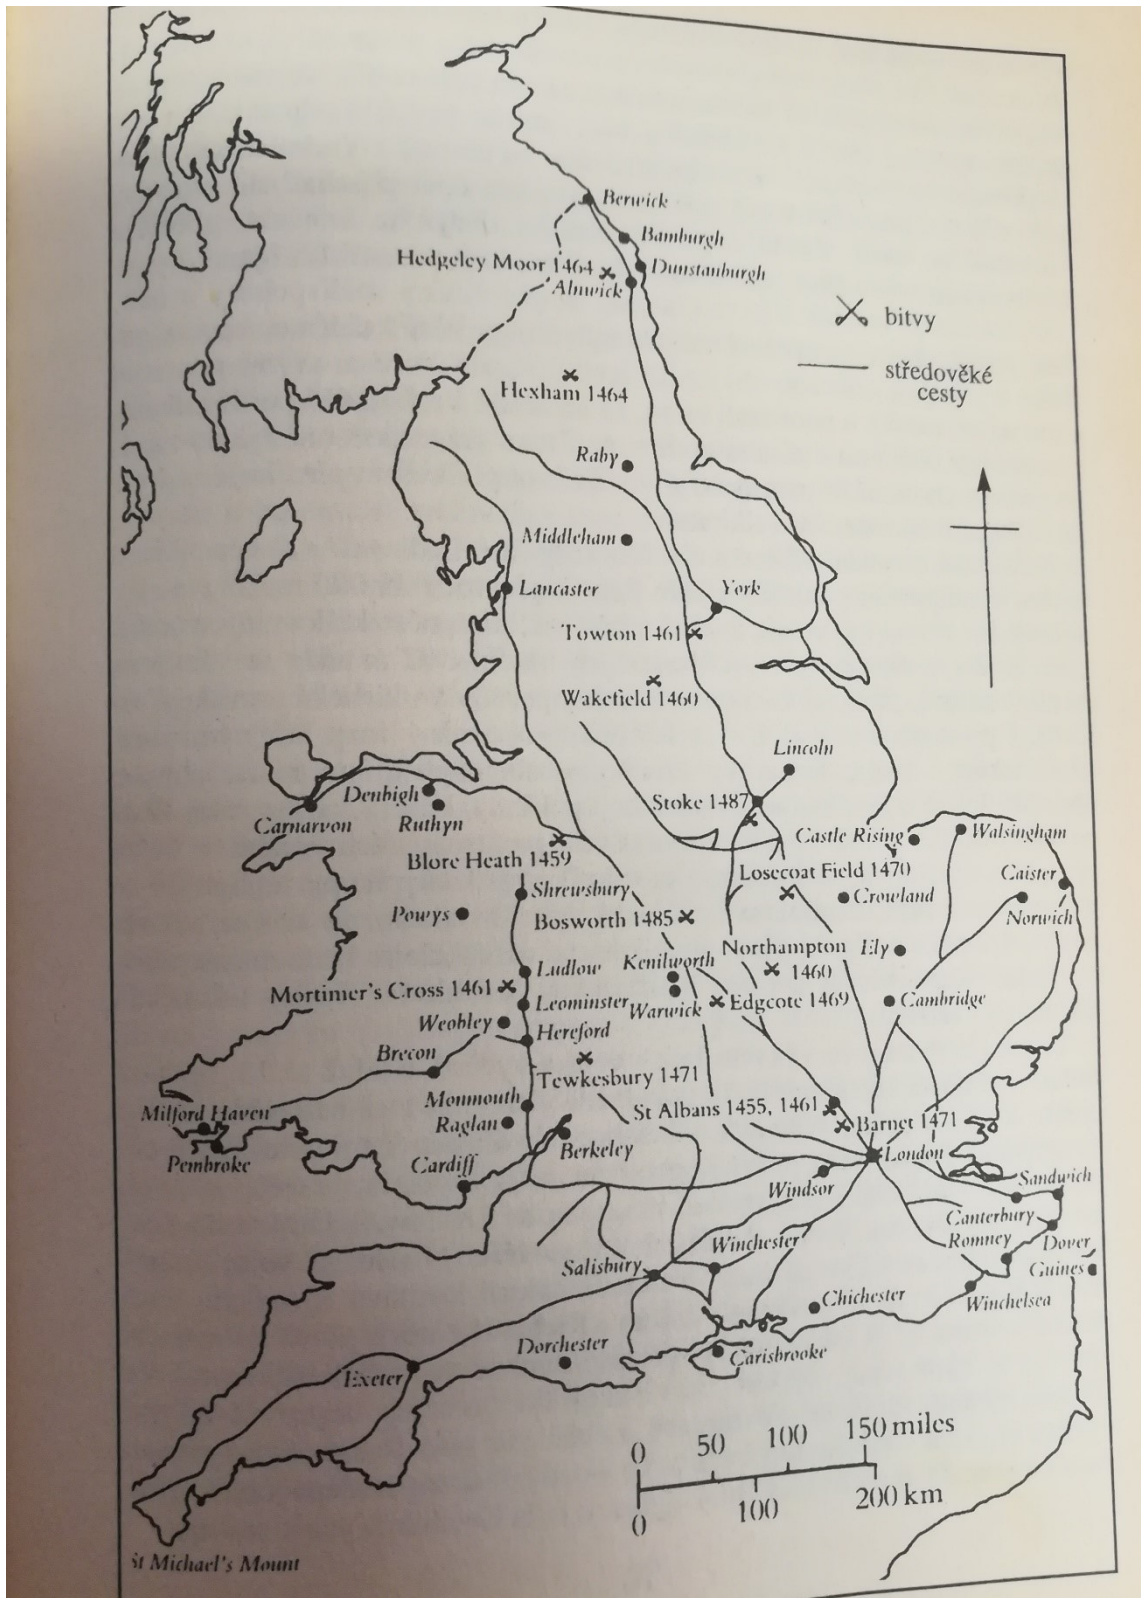 Berwick
Bamburgh
Hedgeley Moor 1464
Dunstanburgh
Alnwick
bitvy
středověké
cesty
Hexham 1464
Raby
Middleham
Lancaster
York
Towton 1461
Wakefield 1460
Lincoln
Stoke 1487
Denbigh
Carnarvon
Ruthyn
Castle Rising
Walsingham
Blore Heath 1459
Losecoat Field 1470
Caister
Shrewsbury
Crowland
Powys
Bosworth 1485
Norwich
Northampton
1460
Ely
Kenilworth
Ludlow
Mortimer's Cross 1461
Leominster
Warwick
Edgcote 1469
Cambridge
Weobley
Hereford
Brecon
Tewkesbury 1471
Monmouth
St Albans 1455, 1461
Milford Haven
Raglan
Barnet 1471
Berkeley
London
Pembroke
Cardiff
Windsor
Sandwich
Canterbury
Romney
Dover
Winchester
Salisbury
Guines
Chichester
Winchelsea
Dorchester
Carisbrooke
Exeter
0 50 100 150 miles
0 100 200 km
St Michael's Mount